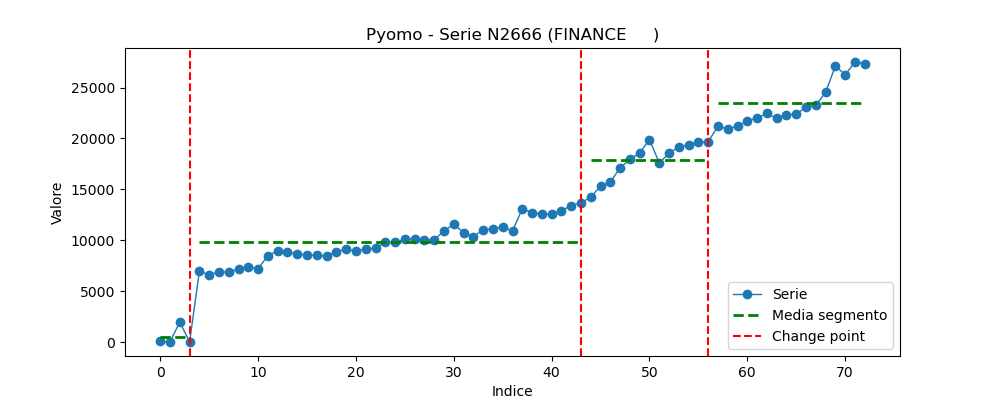 Pyomo - Serie N2666 (FINANCE     )
Valore
25000
20000
15000
10000
5000
0
Serie
Media segmento
Change point
0 10 20 30 40 50 60 70
Indice